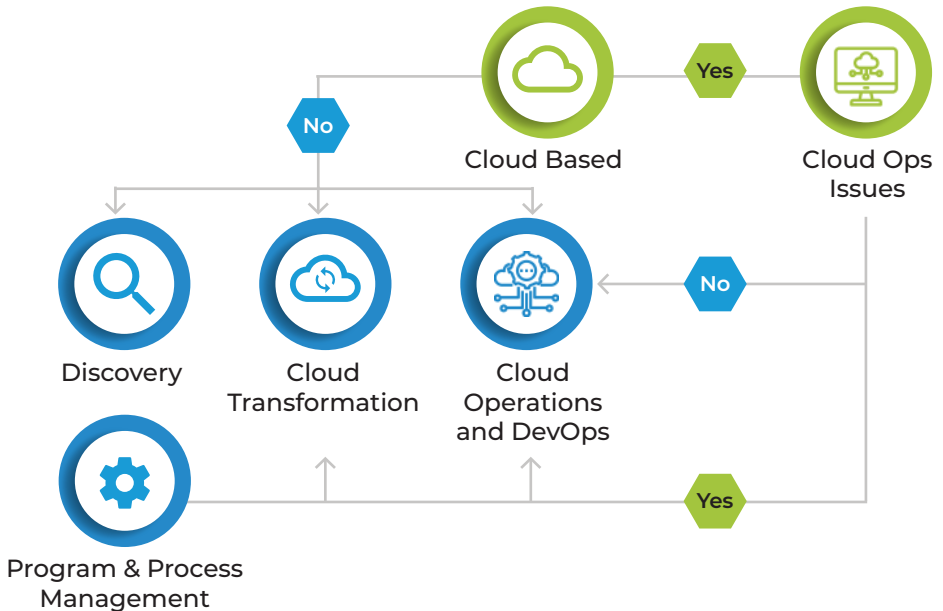 Yes
No
Cloud Based
Cloud Ops
Issues
No
Discovery
Cloud
Transformation
Cloud
Operations
and DevOps
Yes
Program & Process
Management